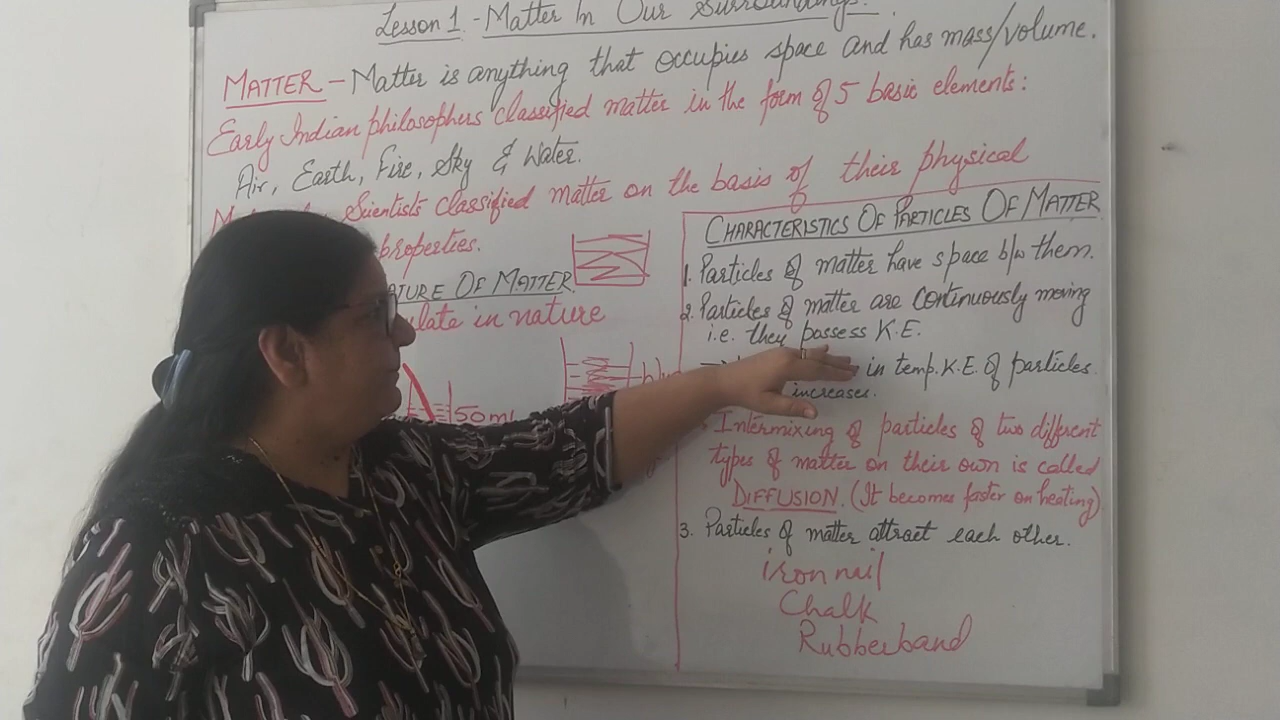 Lesson 1 - Matter In Our Surroundings.
MATTER - Matter is anything that occupies space and has mass/volume.
Early Indian philosophers classified matter in the form of 5 basic elements:
Air, Earth, Fire, Sky & Water.
Scientists classified matter on the basis of their physical
properties.
OF MATTER
in nature
50ml
CHARACTERISTICS OF PARTICLES OF MATTER
1. Particles of matter have space b/w them.
2. Particles of matter are continuously moving
i.e. they possess K.E.
in temp. K.E. of particles
increases.
Intermixing of particles of two different
types of matter on their own is called
DIFFUSION. (It becomes faster on heating)
3. Particles of matter attract each other.
iron nail
Chalk
Rubberband